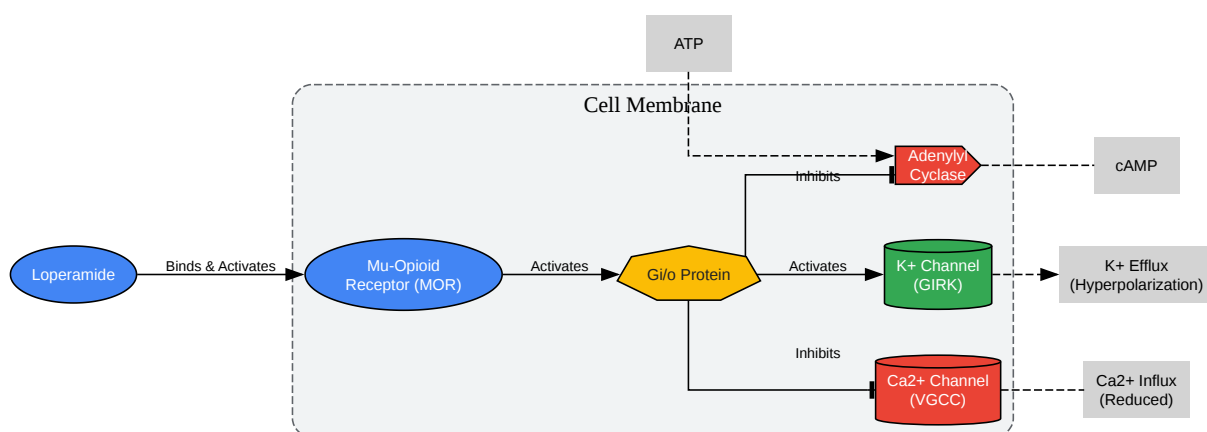 ATP
Cell Membrane
Adenylyl
Cyclase
cAMP
Inhibits
Loperamide
Binds & Activates
Mu-Opioid
Receptor (MOR)
Activates
Gi/o Protein
Activates
K+ Channel
(GIRK)
K+ Efflux
(Hyperpolarization)
Inhibits
Ca2+ Channel
(VGCC)
Ca2+ Influx
(Reduced)